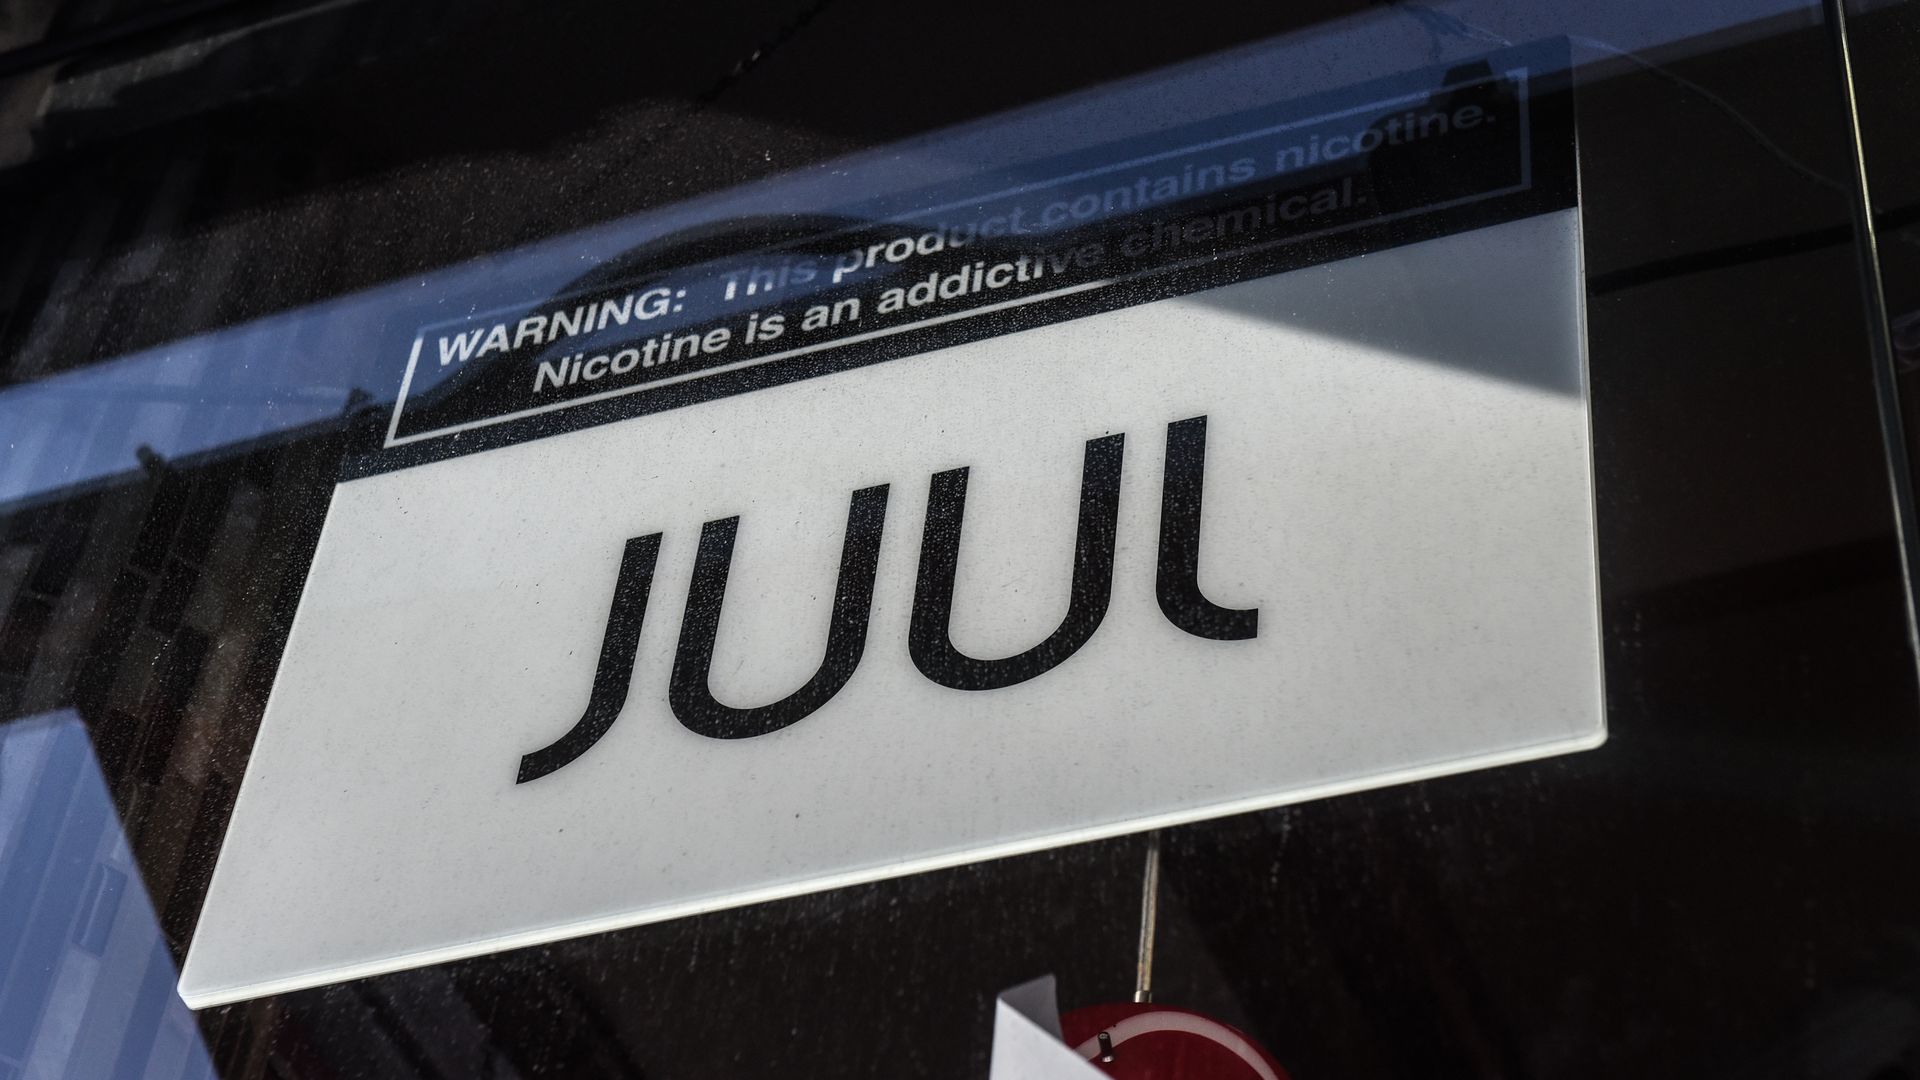 WARNING: This product contains nicotine.
Nicotine is an addictive chemical.
JUUL